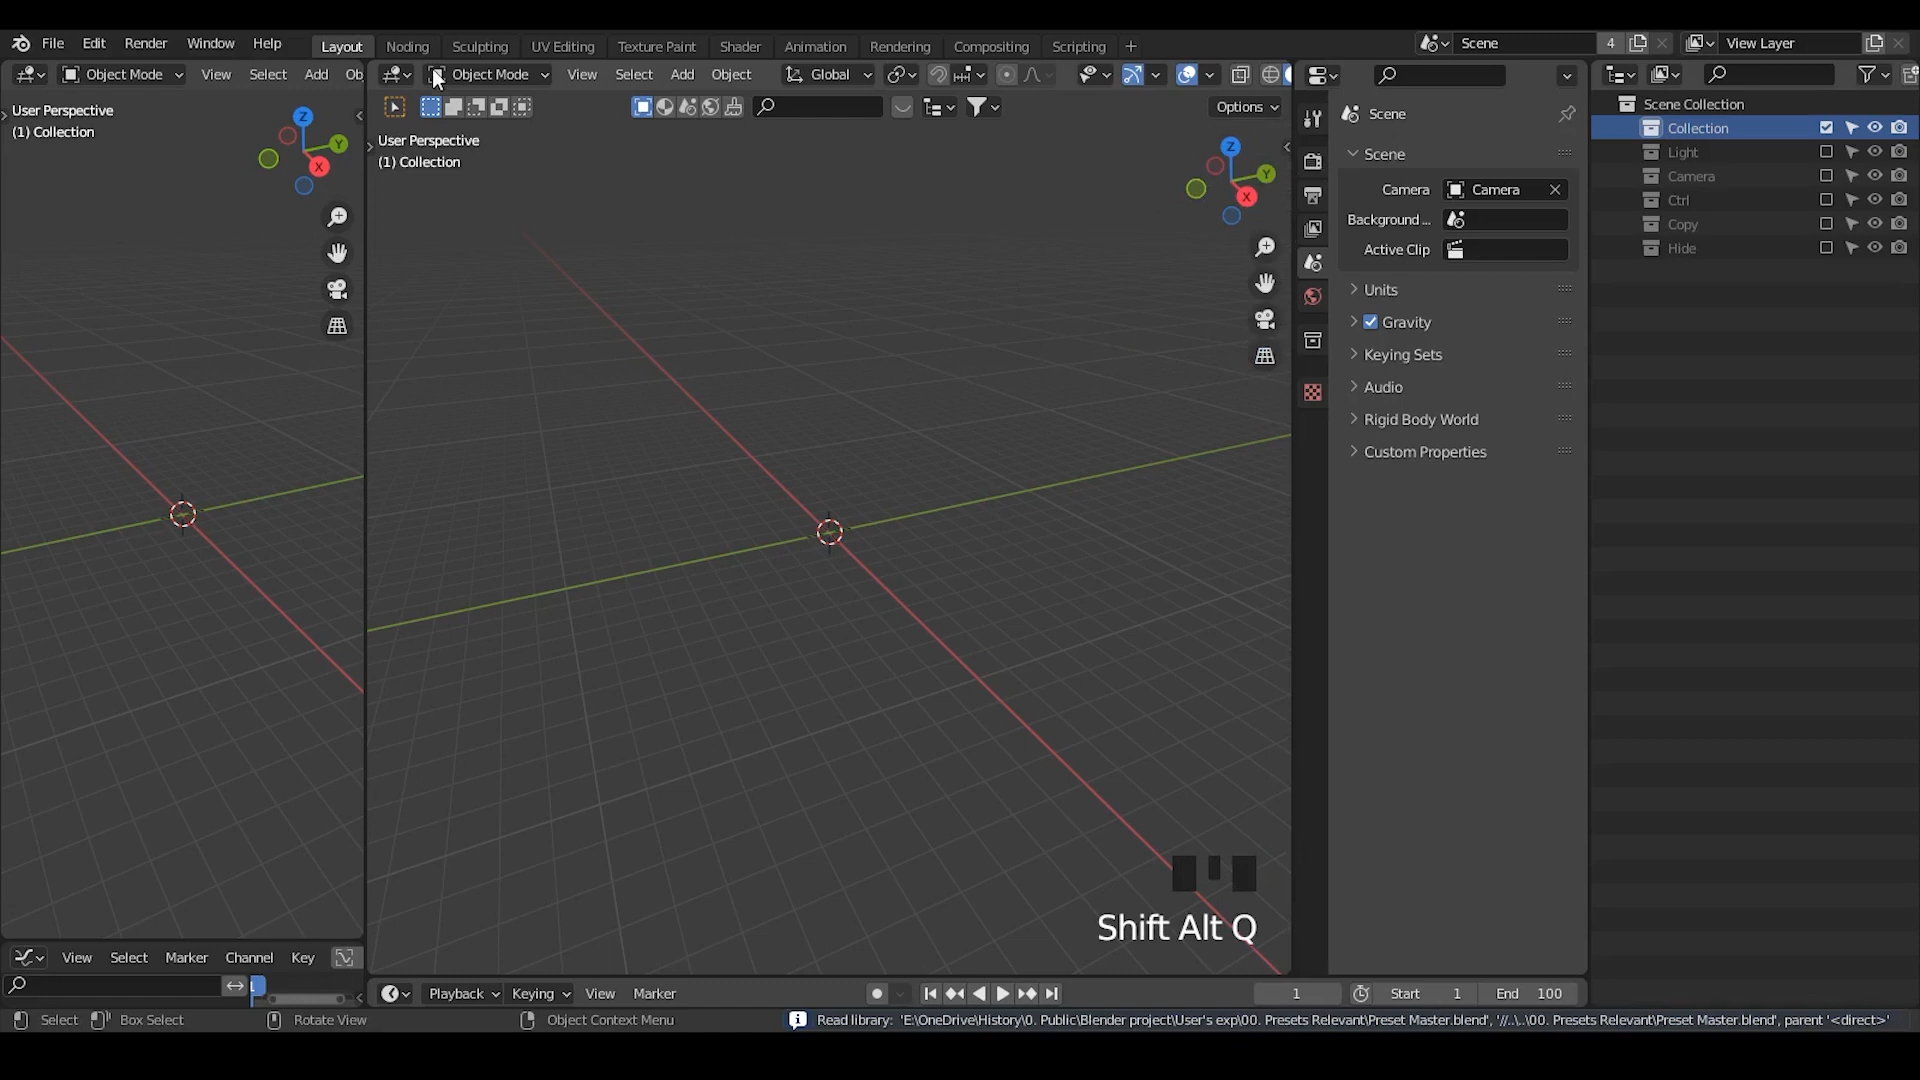 File Edit Render Window Help Layout Noding Sculpting UV Editing Texture Paint Shader Animation Rendering Compositing Scripting + Scene 4 View Layer
Object Mode View Select Add Ob
Object Mode View Select Add Object Global
Options
User Perspective
(1) Collection
Z
Y
X
User Perspective
(1) Collection
Z
Y
X
Scene
Scene
Camera Camera
Background ...
Active Clip
Units
Gravity
Keying Sets
Audio
Rigid Body World
Custom Properties
Scene Collection
Collection
Light
Camera
Ctrl
Copy
Hide
Shift Alt Q
View Select Marker Channel Key
1
Playback Keying View Marker 1 Start 1 End 100
Select Box Select Rotate View Object Context Menu Read library: 'E:\OneDrive\History\0. Public\Blender project\User's exp\00. Presets Relevant\Preset Master.blend', '//..\..\00. Presets Relevant\Preset Master.blend', parent '<direct>'